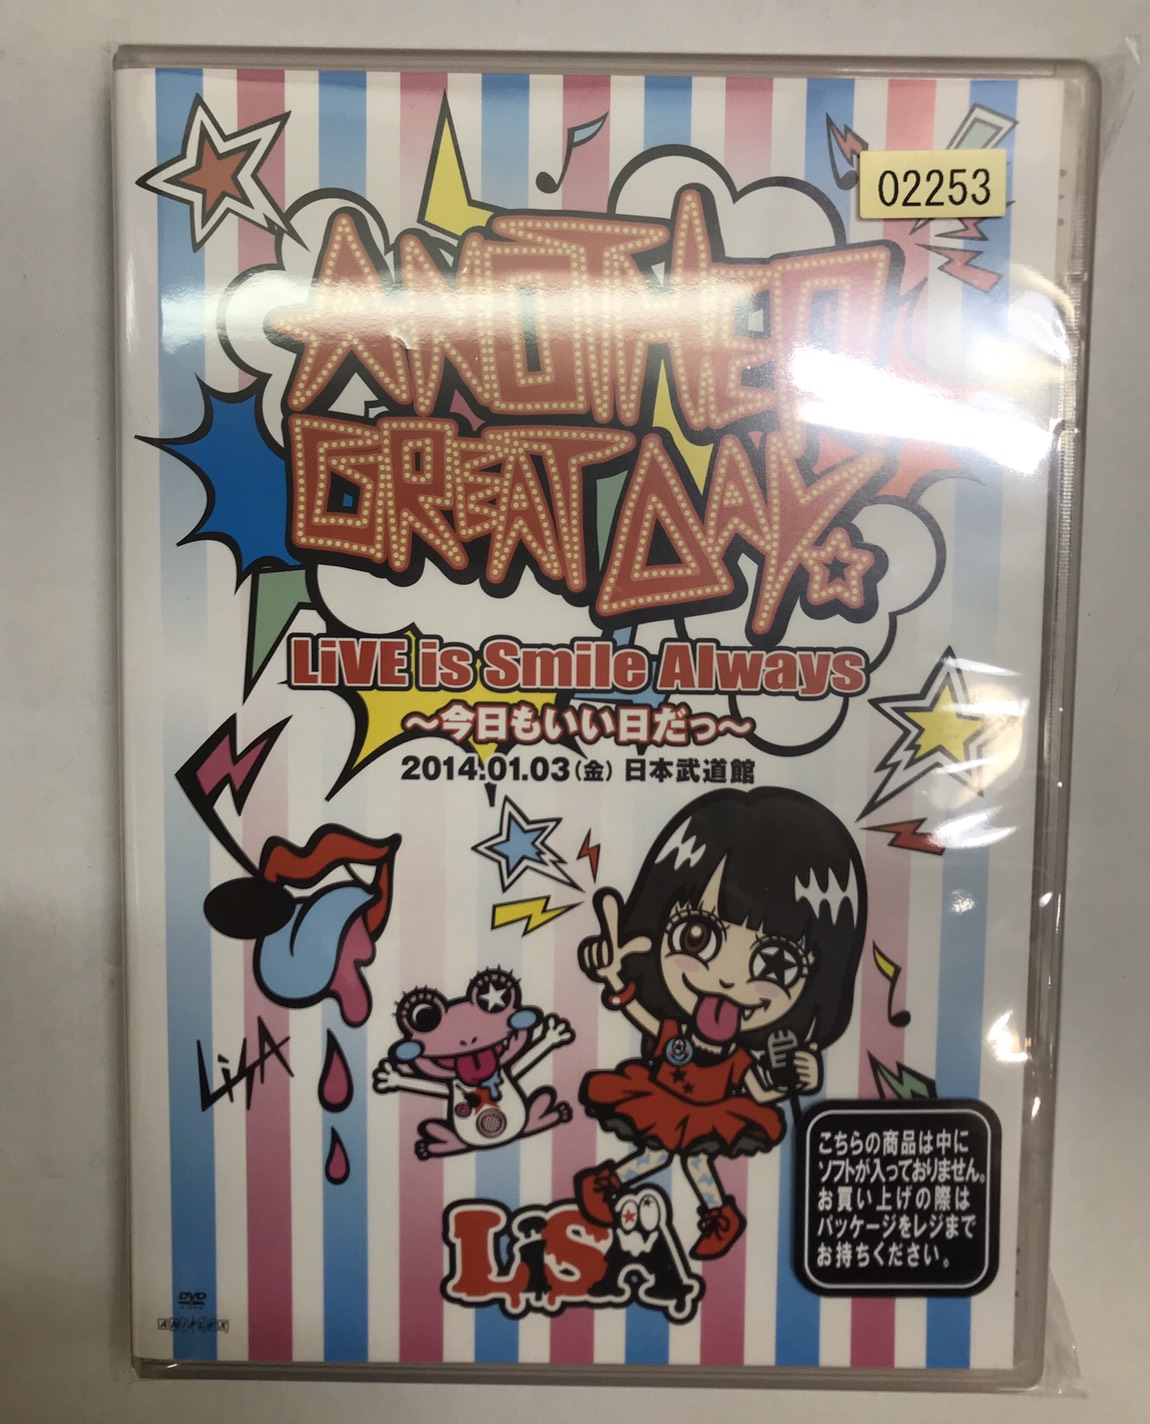 02253
ANOTHER
GREAT DAY
LiVE is Smile Always
～今日もいい日だっ～
2014.01.03(金) 日本武道館
LiSA
LiSA
こちらの商品は中に
ソフトが入っておりません。
お買い上げの際は
パッケージをレジまで
お持ちください。
DVD
VIDEO
ANIPLEX